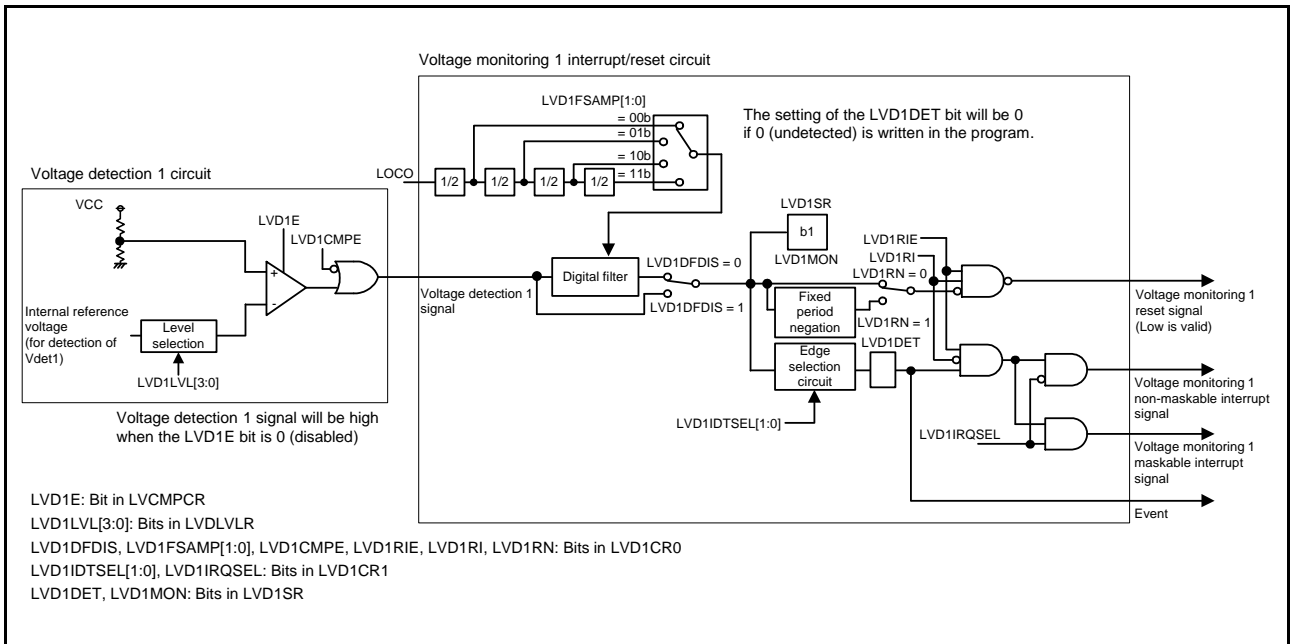 Voltage monitoring 1 interrupt/reset circuit
LVD1FSAMP[1:0]
= 00b
= 01b
= 10b
= 11b
The setting of the LVD1DET bit will be 0
if 0 (undetected) is written in the program.
LOCO
1/2
1/2
1/2
1/2
Voltage detection 1 circuit
VCC
LVD1E
LVD1CMPE
+
-
Internal reference
voltage
(for detection of
Vdet1)
Level
selection
LVD1LVL[3:0]
Voltage detection 1 signal will be high
when the LVD1E bit is 0 (disabled)
Voltage detection 1
signal
Digital filter
LVD1DFDIS = 0
LVD1DFDIS = 1
LVD1SR
b1
LVD1MON
LVD1RIE
LVD1RI
LVD1RN = 0
Fixed
period
negation
LVD1RN = 1
Edge
selection
circuit
LVD1DET
LVD1IDTSEL[1:0]
LVD1IRQSEL
Voltage monitoring 1
reset signal
(Low is valid)
Voltage monitoring 1
non-maskable interrupt
signal
Voltage monitoring 1
maskable interrupt
signal
Event
LVD1E: Bit in LVCMPCR
LVD1LVL[3:0]: Bits in LVDLVLR
LVD1DFDIS, LVD1FSAMP[1:0], LVD1CMPE, LVD1RIE, LVD1RI, LVD1RN: Bits in LVD1CR0
LVD1IDTSEL[1:0], LVD1IRQSEL: Bits in LVD1CR1
LVD1DET, LVD1MON: Bits in LVD1SR